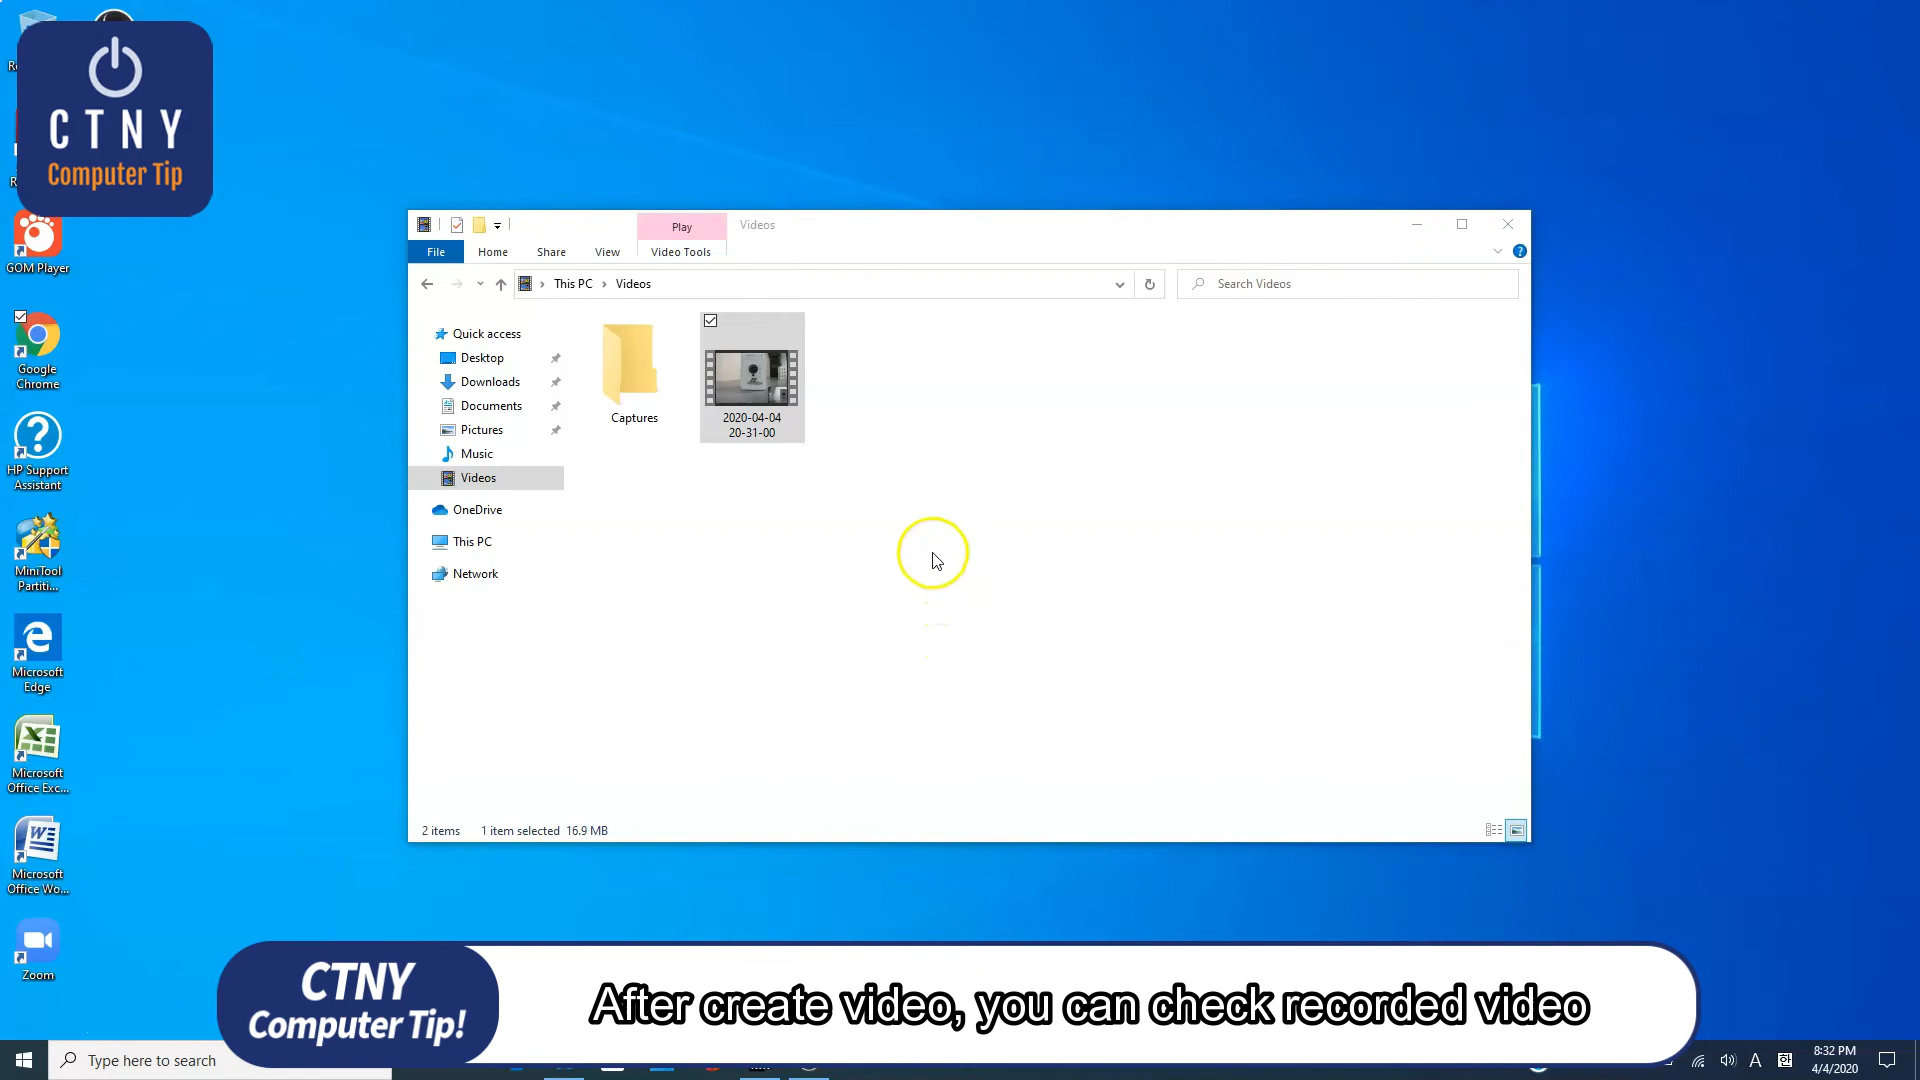 CTNY
Computer Tip
GOM Player
Google
Chrome
HP Support
Assistant
MiniTool
Partiti...
Microsoft
Edge
Microsoft
Office Exc...
Microsoft
Office Wo...
Zoom
Play
Videos
File
Home
Share
View
Video Tools
This PC
Videos
Search Videos
Quick access
Desktop
Downloads
Documents
Pictures
Music
Videos
OneDrive
This PC
Network
Captures
2020-04-04
20-31-00
2 items
1 item selected 16.9 MB
CTNY
Computer Tip!
After create video, you can check recorded video
Type here to search
A
한
8:32 PM
4/4/2020